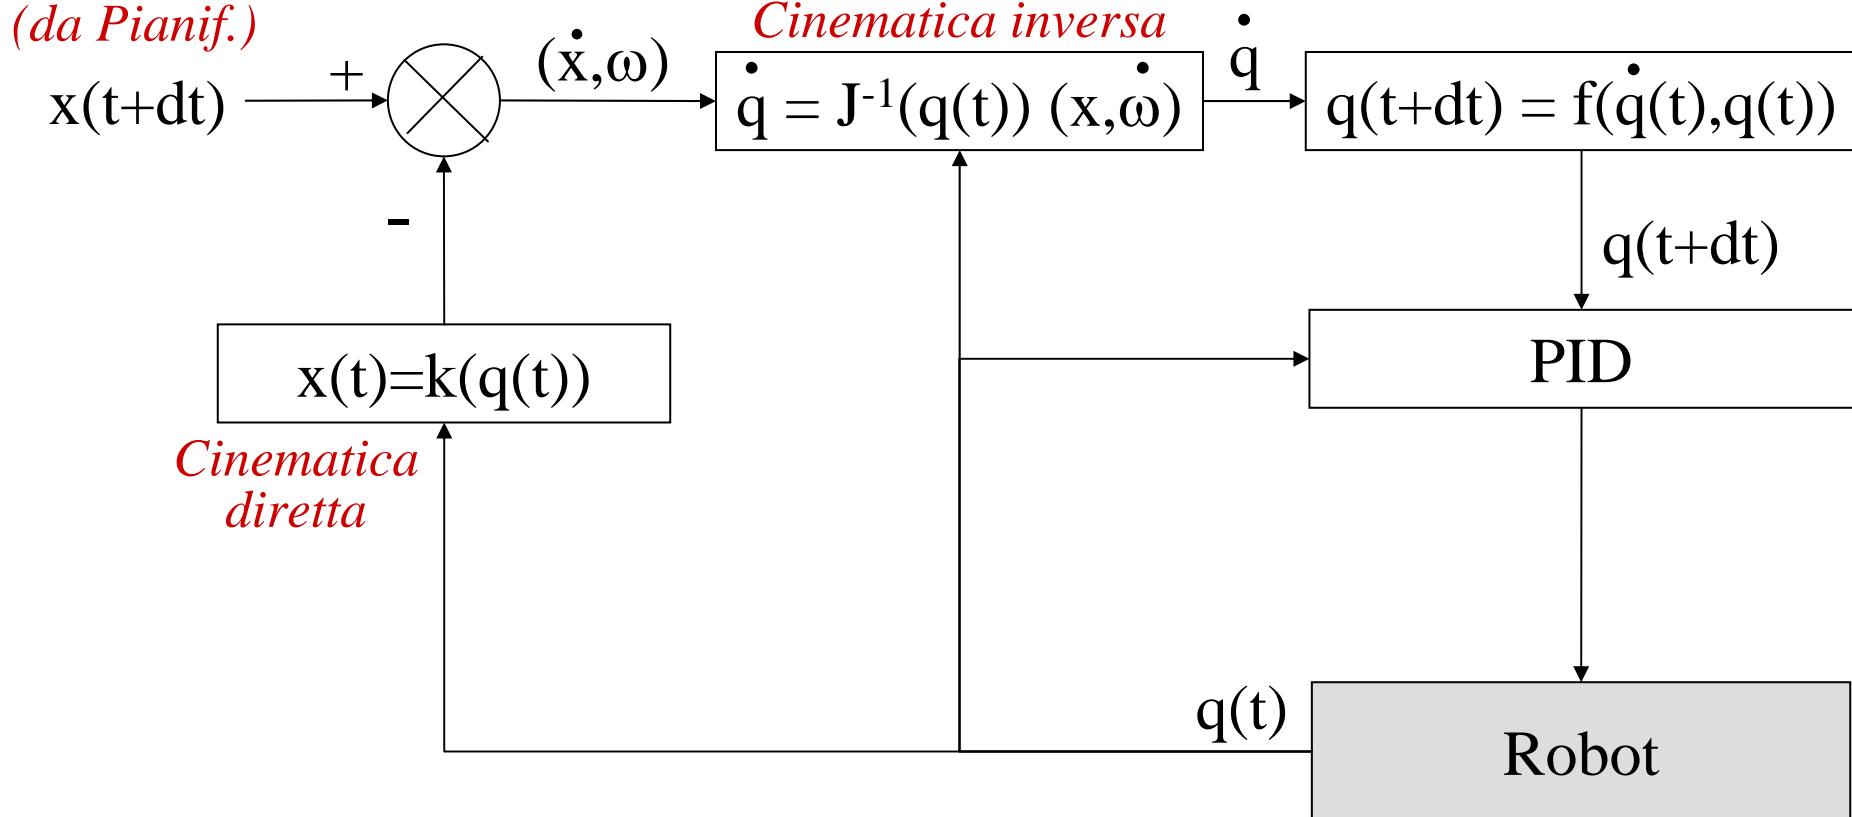 (da Pianif.)
Cinematica inversa
x(t+dt)
+
(ẋ,ω)
q̇ = J⁻¹(q(t)) (x,ω̇)
q̇
q(t+dt) = f(q̇(t),q(t))
-
q(t+dt)
x(t)=k(q(t))
PID
Cinematica
diretta
q(t)
Robot